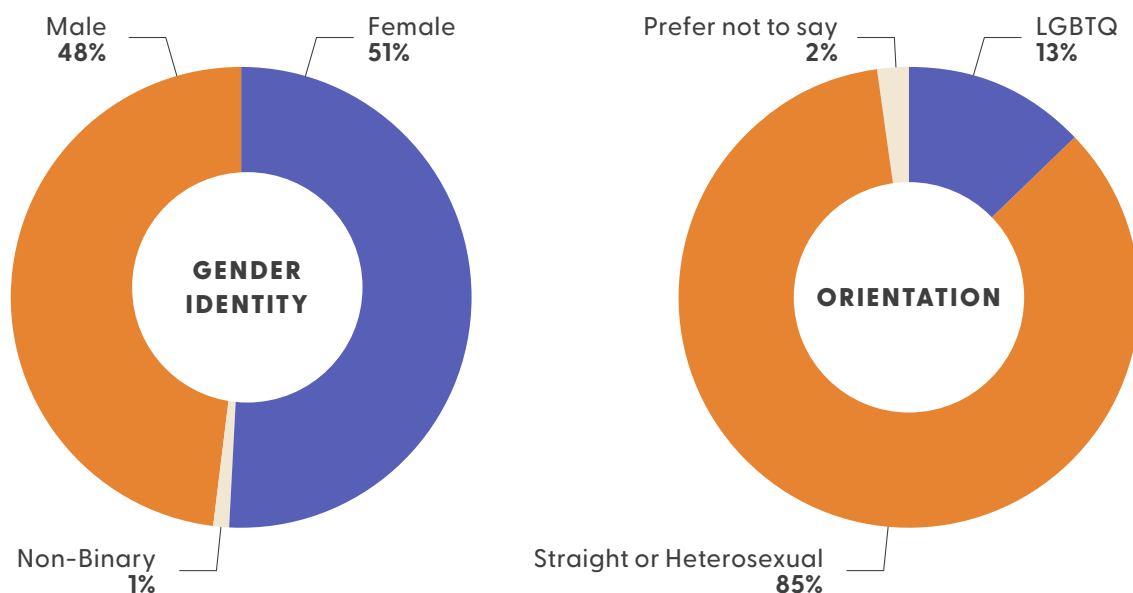 Male
48%
Female
51%
GENDER
IDENTITY
Non-Binary
1%
Prefer not to say
2%
LGBTQ
13%
ORIENTATION
Straight or Heterosexual
85%